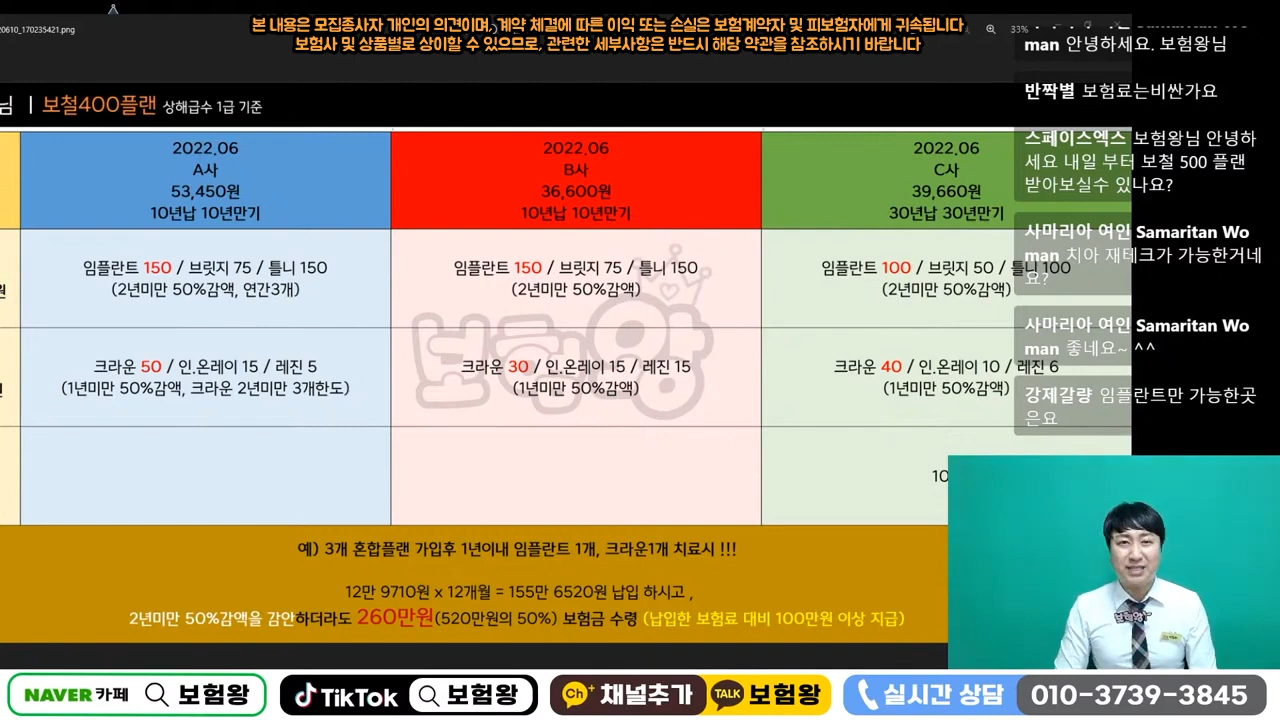 20610_170235421.png
본 내용은 모집종사자 개인의 의견이며, 계약 체결에 따른 이익 또는 손실은 보험계약자 및 피보험자에게 귀속됩니다
보험사 및 상품별로 상이할 수 있으므로, 관련한 세부사항은 반드시 해당 약관을 참조하시기 바랍니다
33%
man 안녕하세요. 보험왕님
반짝별 보험료는비싼가요
스페이스엑스 보험왕님 안녕하
세요 내일 부터 보철 500 플랜
받아보실수 있나요?
사마리아 여인 Samaritan Wo
man 치아 재테크가 가능한거네
요?
사마리아 여인 Samaritan Wo
man 좋네요~ ^^
강제갈량 임플란트만 가능한곳
은요
님 | 보철400플랜 상해급수 1급 기준
2022.06
A사
53,450원
10년납 10년만기
2022.06
B사
36,600원
10년납 10년만기
2022.06
C사
39,660원
30년납 30년만기
원
임플란트 150 / 브릿지 75 / 틀니 150
(2년미만 50%감액, 연간3개)
임플란트 150 / 브릿지 75 / 틀니 150
(2년미만 50%감액)
임플란트 100 / 브릿지 50 / 틀니 100
(2년미만 50%감액)
크라운 50 / 인.온레이 15 / 레진 5
(1년미만 50%감액, 크라운 2년미만 3개한도)
크라운 30 / 인.온레이 15 / 레진 15
(1년미만 50%감액)
크라운 40 / 인.온레이 10 / 레진 6
(1년미만 50%감액)
보험왕
10
예) 3개 혼합플랜 가입후 1년이내 임플란트 1개, 크라운1개 치료시 !!!
12만 9710원 x 12개월 = 155만 6520원 납입 하시고 ,
2년미만 50%감액을 감안하더라도 260만원(520만원의 50%) 보험금 수령 (납입한 보험료 대비 100만원 이상 지급)
보험왕
NAVER 카페 보험왕
TikTok 보험왕
Ch+ 채널추가 TALK 보험왕
실시간 상담 010-3739-3845